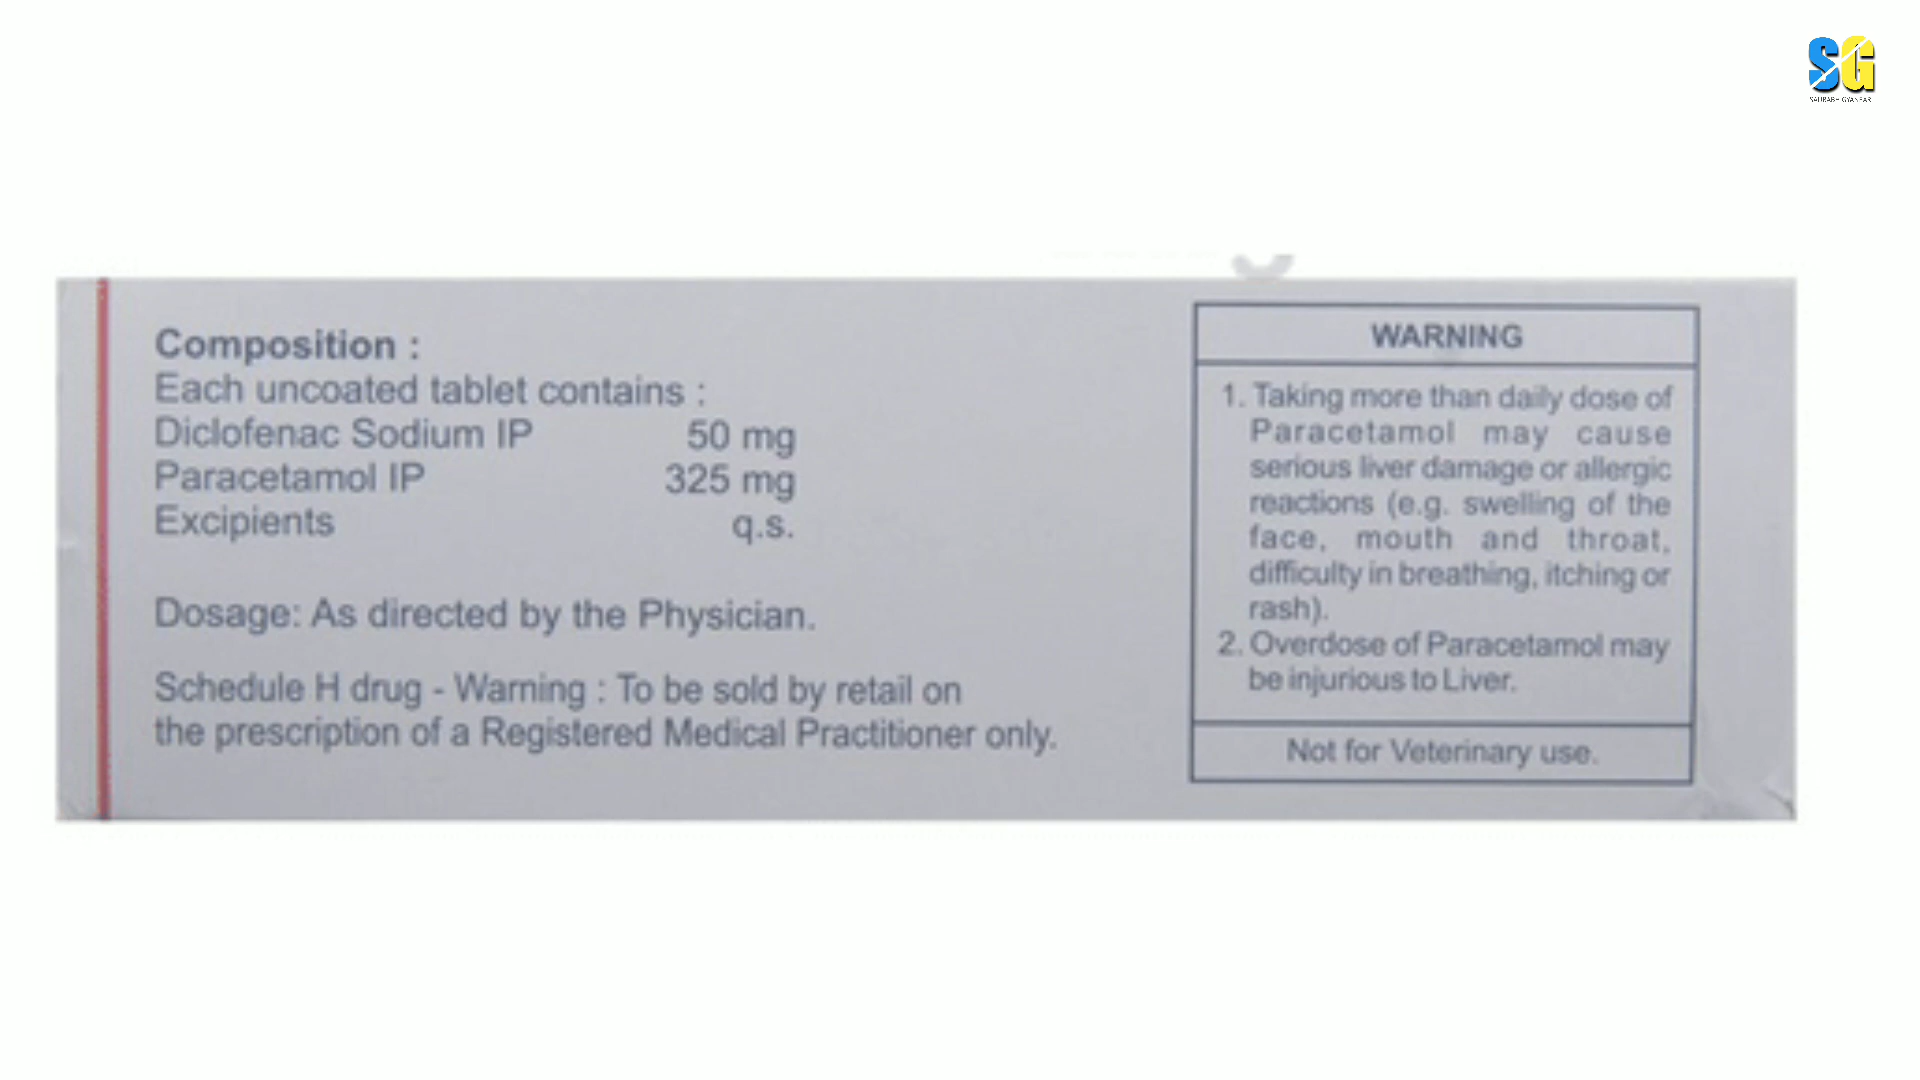 SG
SAURABH GYANPAR
Composition :
Each uncoated tablet contains :
Diclofenac Sodium IP 50 mg
Paracetamol IP 325 mg
Excipients q.s.
Dosage: As directed by the Physician.
Schedule H drug - Warning : To be sold by retail on
the prescription of a Registered Medical Practitioner only.
WARNING
1. Taking more than daily dose of
Paracetamol may cause
serious liver damage or allergic
reactions (e.g. swelling of the
face, mouth and throat,
difficulty in breathing, itching or
rash).
2. Overdose of Paracetamol may
be injurious to Liver.
Not for Veterinary use.